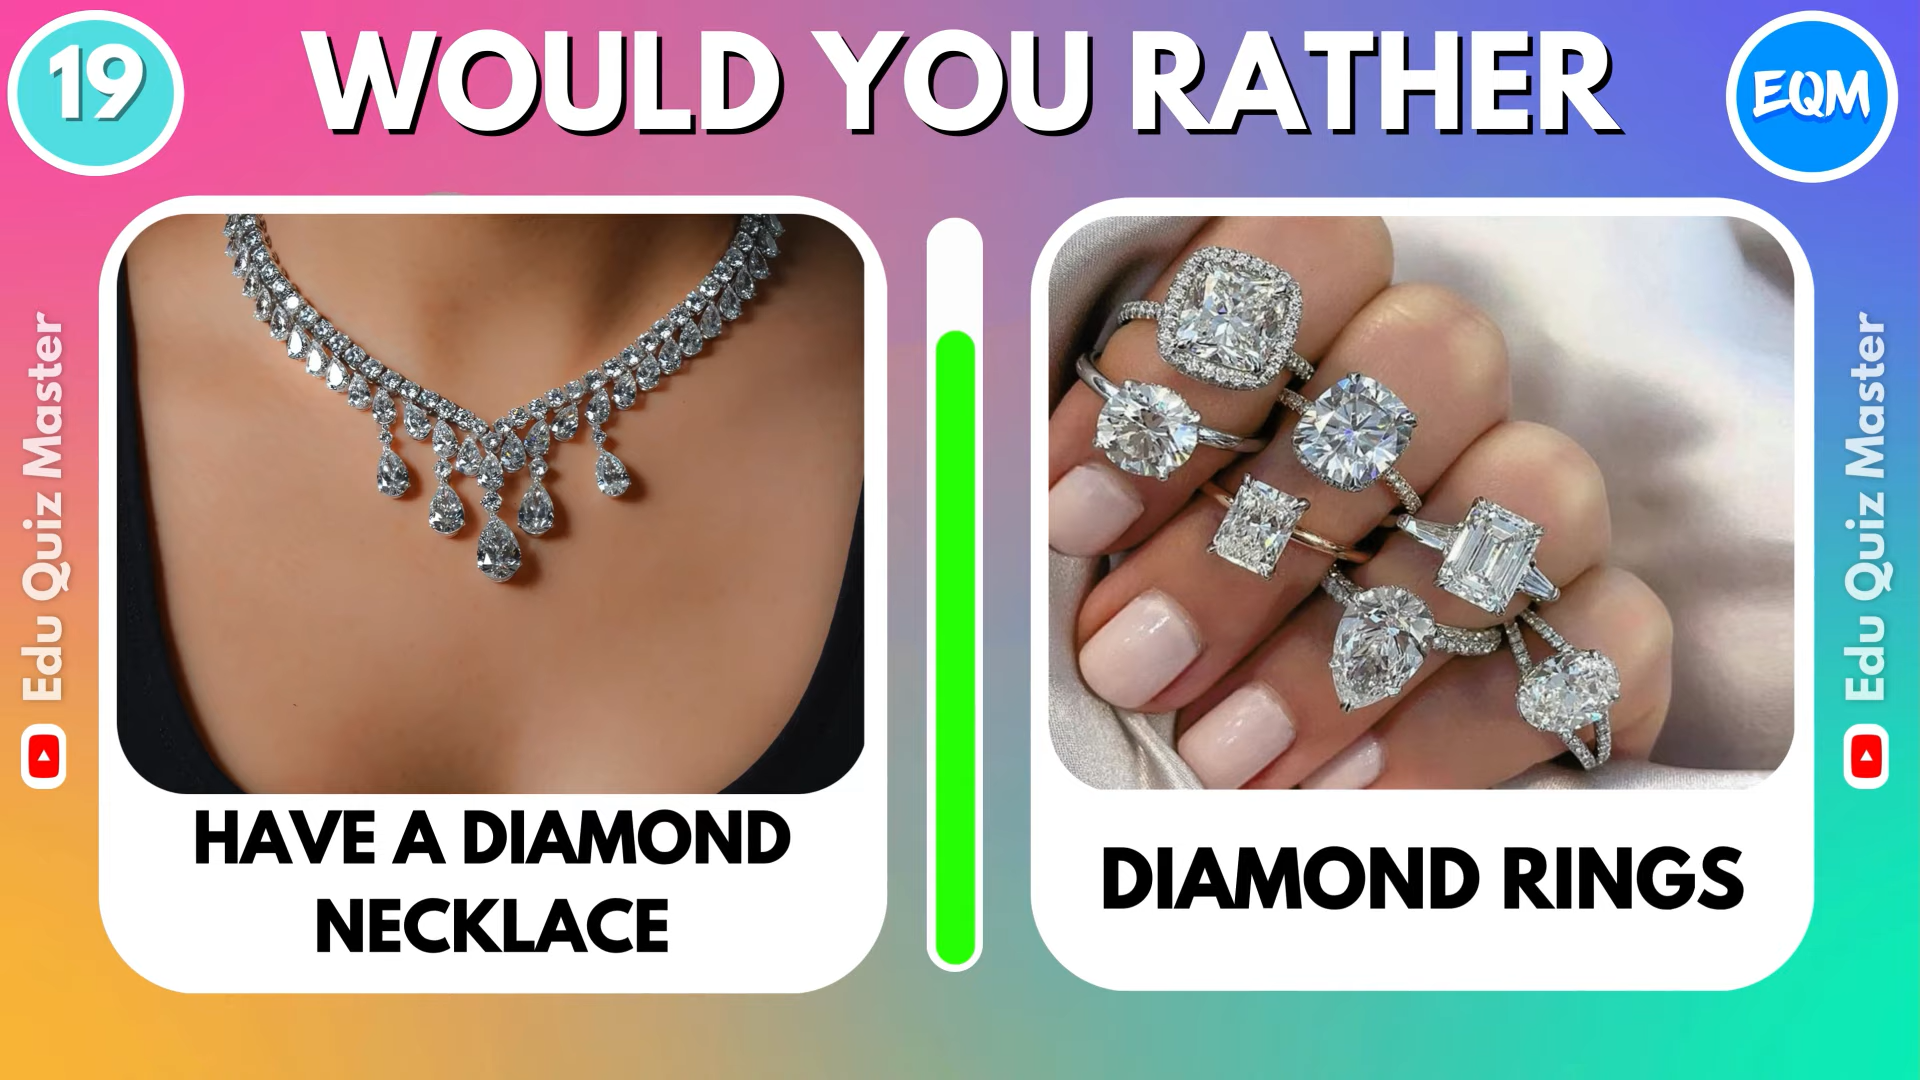 19
WOULD YOU RATHER
EQM
Edu Quiz Master
HAVE A DIAMOND
NECKLACE
DIAMOND RINGS
Edu Quiz Master